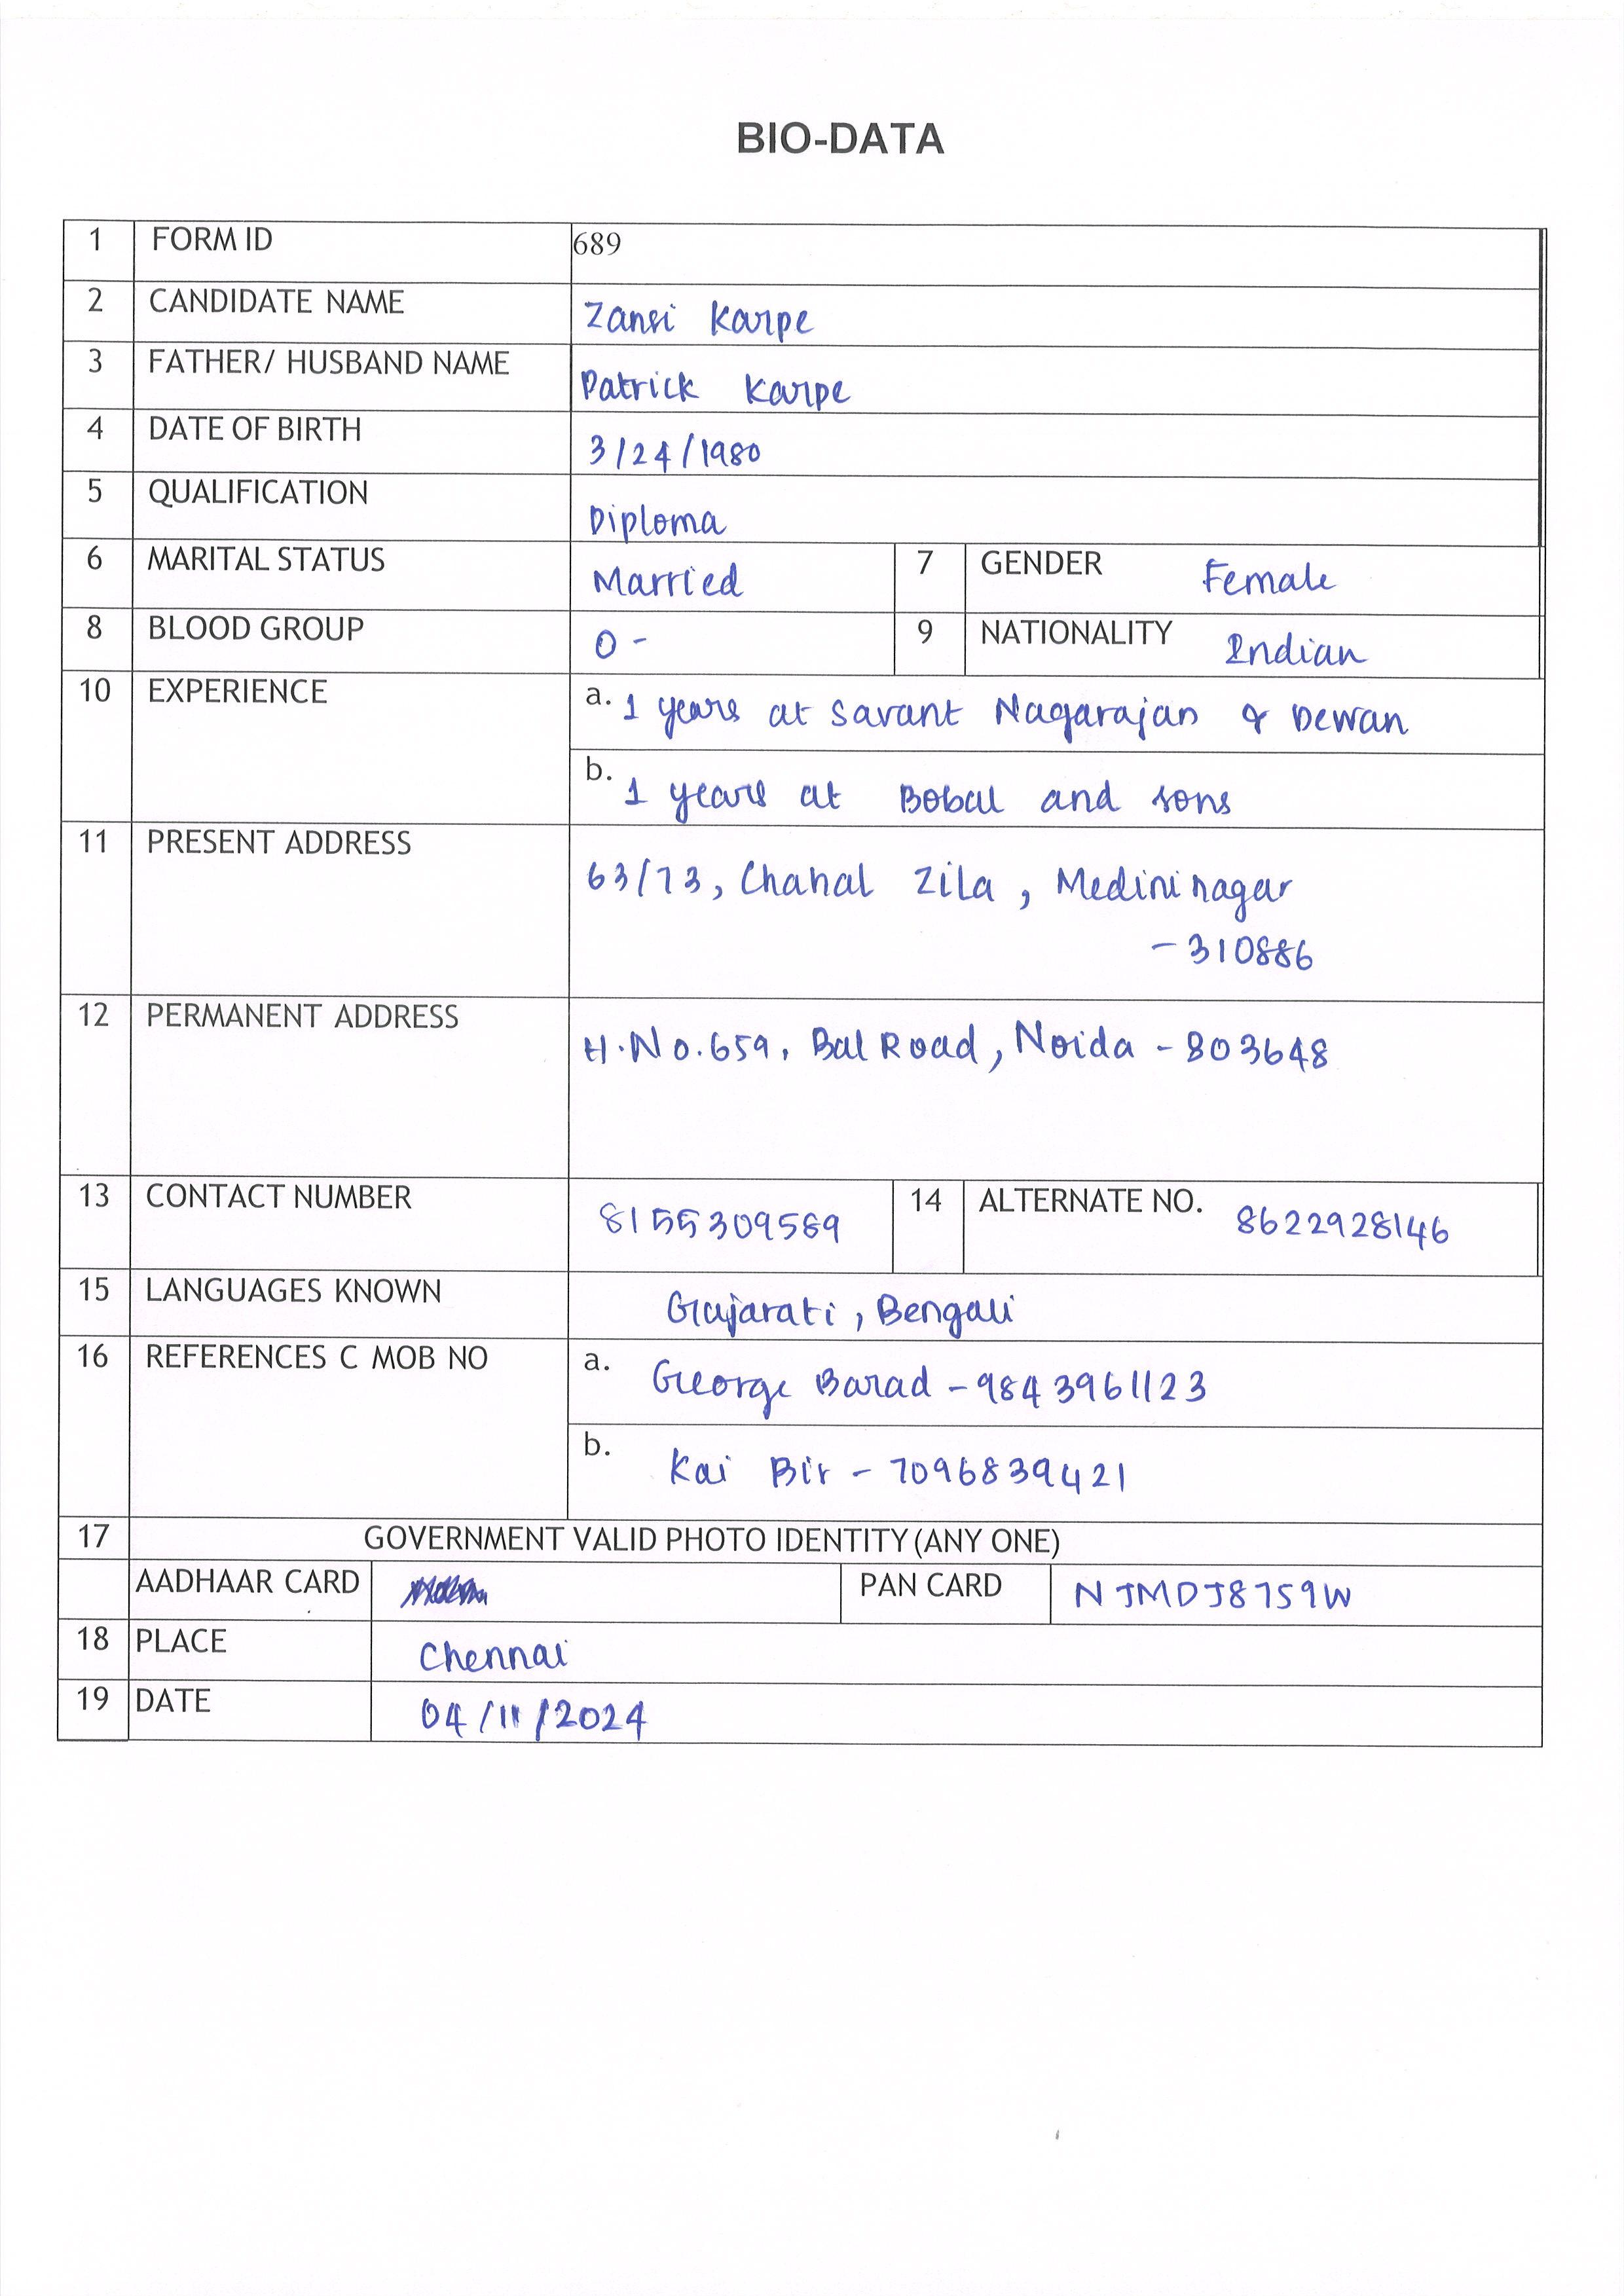 BIO-DATA
1 FORM ID 689
2 CANDIDATE NAME Zansi Karpe
3 FATHER/ HUSBAND NAME Patrick Karpe
4 DATE OF BIRTH 3/24/1980
5 QUALIFICATION Diploma
6 MARITAL STATUS Married 7 GENDER Female
8 BLOOD GROUP O - 9 NATIONALITY Indian
10 EXPERIENCE a. 1 years at Savant Nagarajan & Dewan
b. 1 years at Bobal and sons
11 PRESENT ADDRESS 63/73, Chahal Zila, Medininagar
- 310886
12 PERMANENT ADDRESS H.No.659, Bal Road, Noida - 803648
13 CONTACT NUMBER 8155309589 14 ALTERNATE NO. 8622928146
15 LANGUAGES KNOWN Gujarati, Bengali
16 REFERENCES C MOB NO a. George Barad - 9843961123
b. Kai Bir - 7096839421
17 GOVERNMENT VALID PHOTO IDENTITY(ANY ONE)
AADHAAR CARD PAN CARD NJMDJ8759W
18 PLACE Chennai
19 DATE 04/11/2024